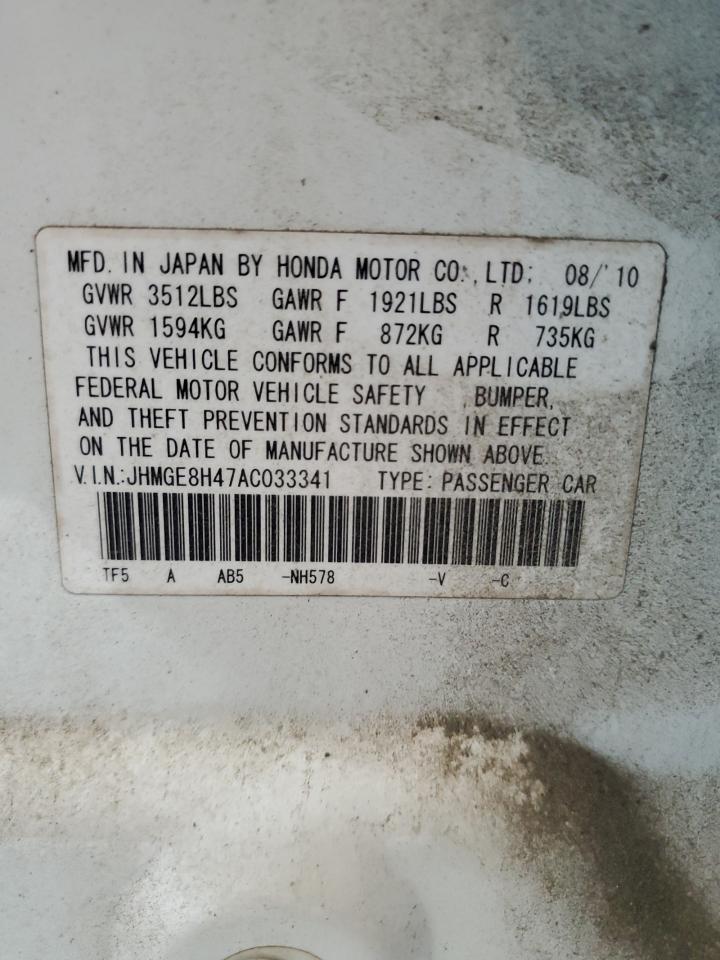 MFD. IN JAPAN BY HONDA MOTOR CO., LTD. 08/'10
GVWR 3512LBS GAWR F 1921LBS R 1619LBS
GVWR 1594KG GAWR F 872KG R 735KG
THIS VEHICLE CONFORMS TO ALL APPLICABLE
FEDERAL MOTOR VEHICLE SAFETY , BUMPER,
AND THEFT PREVENTION STANDARDS IN EFFECT
ON THE DATE OF MANUFACTURE SHOWN ABOVE.
V.I.N.:JHMGE8H47AC033341 TYPE: PASSENGER CAR
TF5 A AB5 -NH578 -V -C